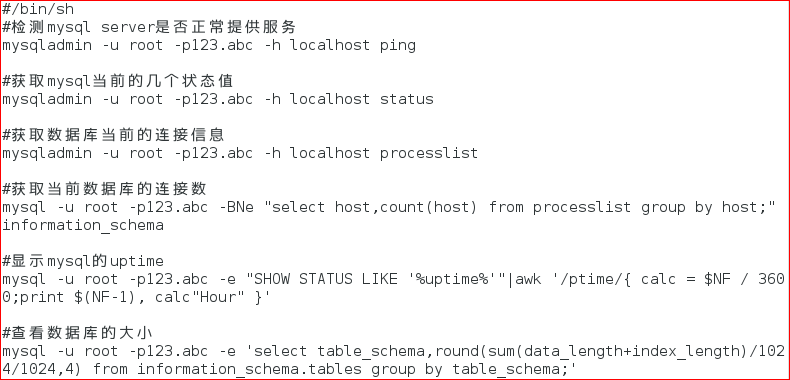 #/bin/sh
#检测mysql server是否正常提供服务
mysqladmin -u root -p123.abc -h localhost ping
#获取mysql当前的几个状态值
mysqladmin -u root -p123.abc -h localhost status
#获取数据库当前的连接信息
mysqladmin -u root -p123.abc -h localhost processlist
#获取当前数据库的连接数
mysql -u root -p123.abc -BNe "select host,count(host) from processlist group by host;"
information_schema
#显示mysql的uptime
mysql -u root -p123.abc -e "SHOW STATUS LIKE '%uptime%'"|awk '/ptime/{ calc = $NF / 360
0;print $(NF-1), calc"Hour" }'
#查看数据库的大小
mysql -u root -p123.abc -e 'select table_schema,round(sum(data_length+index_length)/102
4/1024,4) from information_schema.tables group by table_schema;'